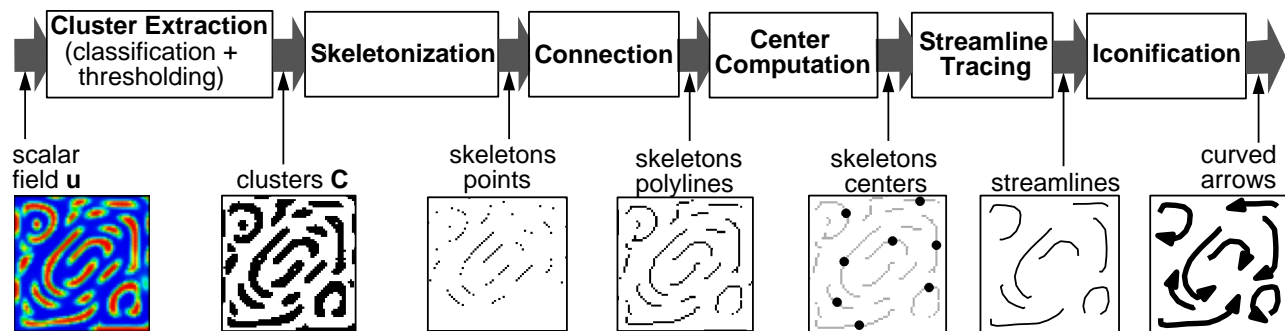 Cluster Extraction
(classification +
thresholding)
Skeletonization
Connection
Center
Computation
Streamline
Tracing
Iconification
scalar
field u
clusters C
skeletons
points
skeletons
polylines
skeletons
centers
streamlines
curved
arrows